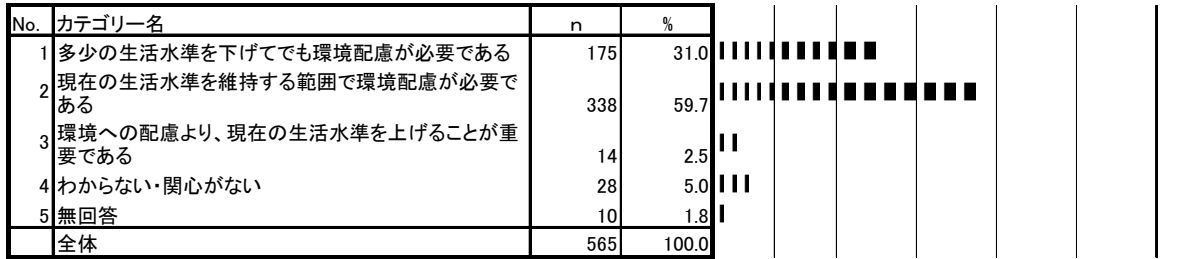 No. カテゴリー名 n %
1 多少の生活水準を下げてでも環境配慮が必要である 175 31.0
2 現在の生活水準を維持する範囲で環境配慮が必要で
ある 338 59.7
3 環境への配慮より、現在の生活水準を上げることが重
要である 14 2.5
4 わからない・関心がない 28 5.0
5 無回答 10 1.8
全体 565 100.0